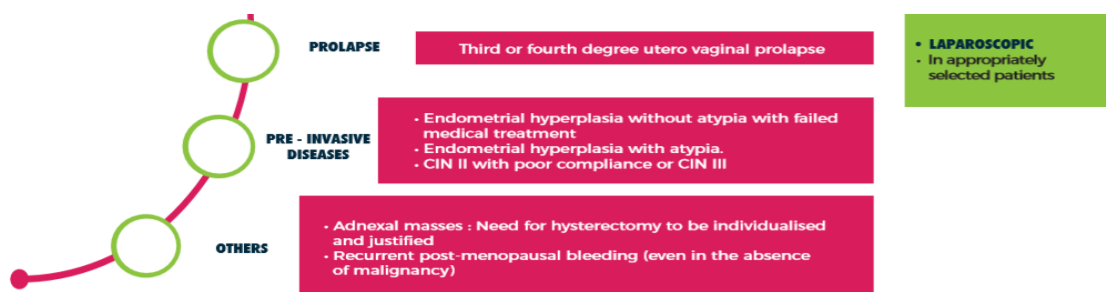 PROLAPSE
Third or fourth degree utero vaginal prolapse
• LAPAROSCOPIC
• In appropriately
selected patients
PRE - INVASIVE
DISEASES
• Endometrial hyperplasia without atypia with failed
medical treatment
• Endometrial hyperplasia with atypia.
• CIN II with poor compliance or CIN III
OTHERS
• Adnexal masses : Need for hysterectomy to be individualised
and justified
• Recurrent post-menopausal bleeding (even in the absence
of malignancy)